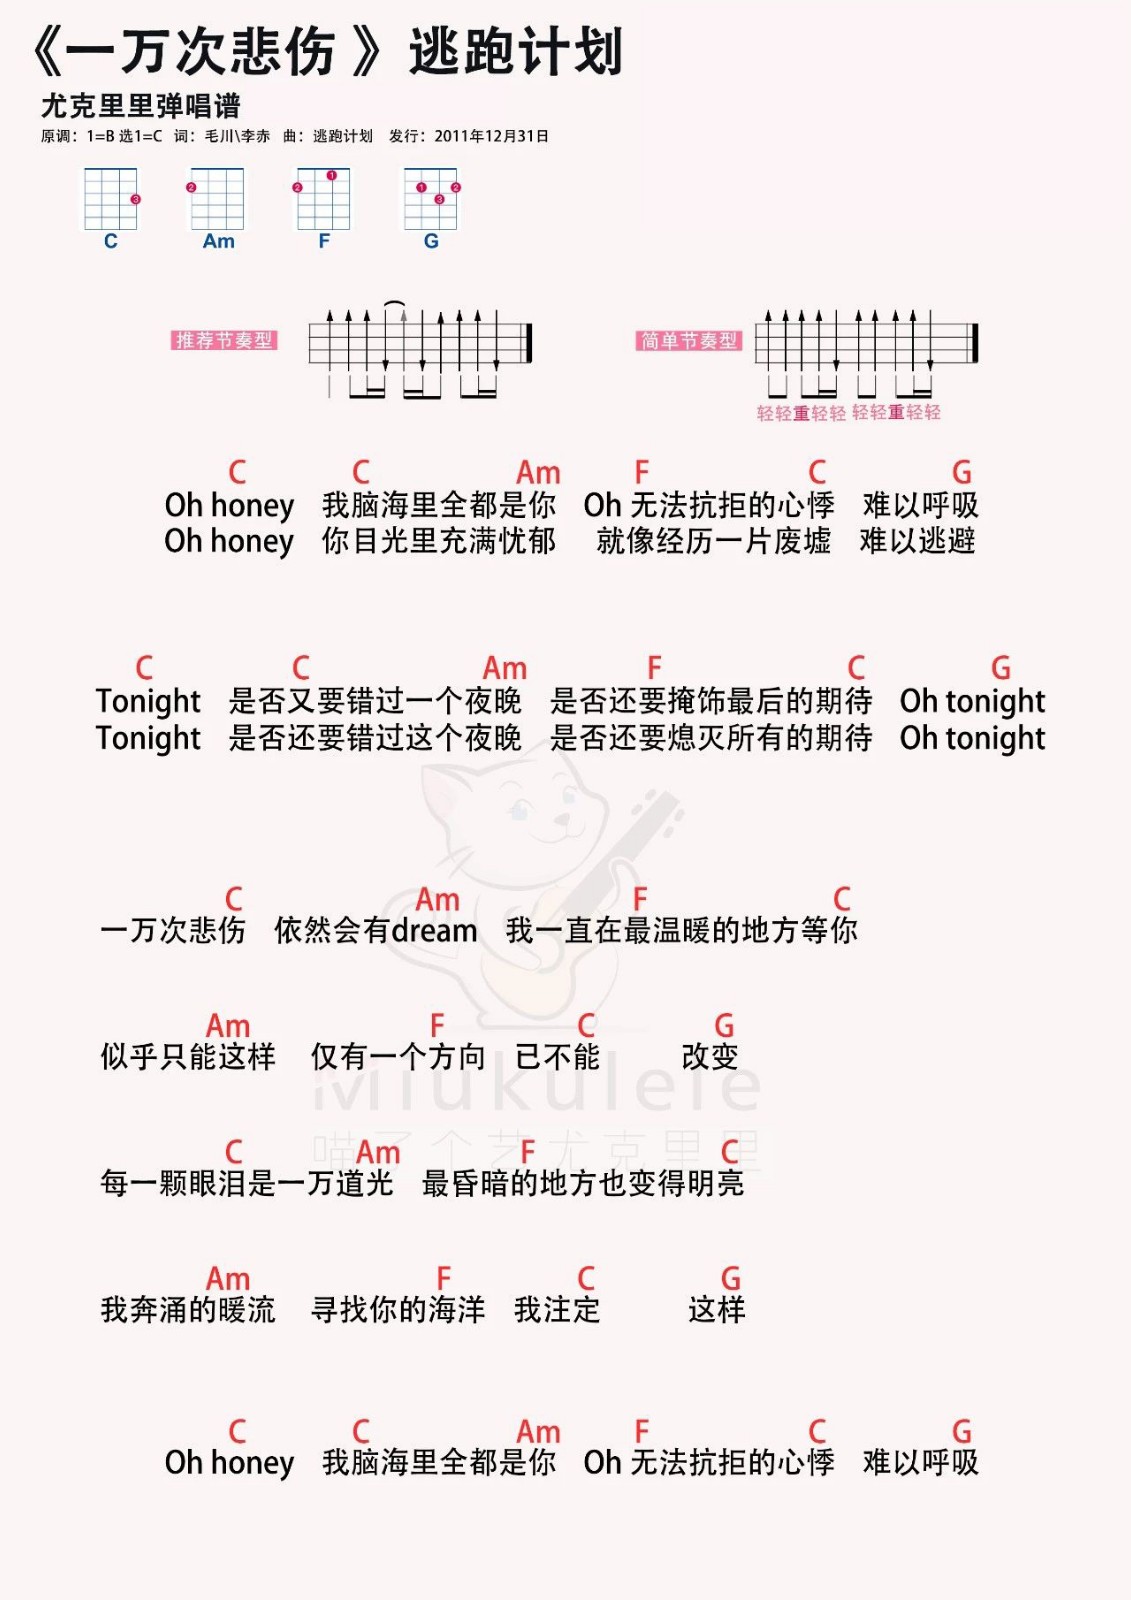 《一万次悲伤 》逃跑计划
尤克里里弹唱谱
原调：1=B 选1=C 词：毛川\李赤 曲：逃跑计划 发行：2011年12月31日
3 2 2 1 1 3 2
C Am F G
推荐节奏型 简单节奏型
轻轻重轻轻 轻轻重轻轻
C C Am F C G
Oh honey 我脑海里全都是你 Oh 无法抗拒的心悸 难以呼吸
Oh honey 你目光里充满忧郁 就像经历一片废墟 难以逃避
C C Am F C G
Tonight 是否又要错过一个夜晚 是否还要掩饰最后的期待 Oh tonight
Tonight 是否还要错过这个夜晚 是否还要熄灭所有的期待 Oh tonight
C Am F C
一万次悲伤 依然会有dream 我一直在最温暖的地方等你
Am F C G
似乎只能这样 仅有一个方向 已不能 改变
Miukulele
喵了个艺尤克里里
C Am F C
每一颗眼泪是一万道光 最昏暗的地方也变得明亮
Am F C G
我奔涌的暖流 寻找你的海洋 我注定 这样
C C Am F C G
Oh honey 我脑海里全都是你 Oh 无法抗拒的心悸 难以呼吸